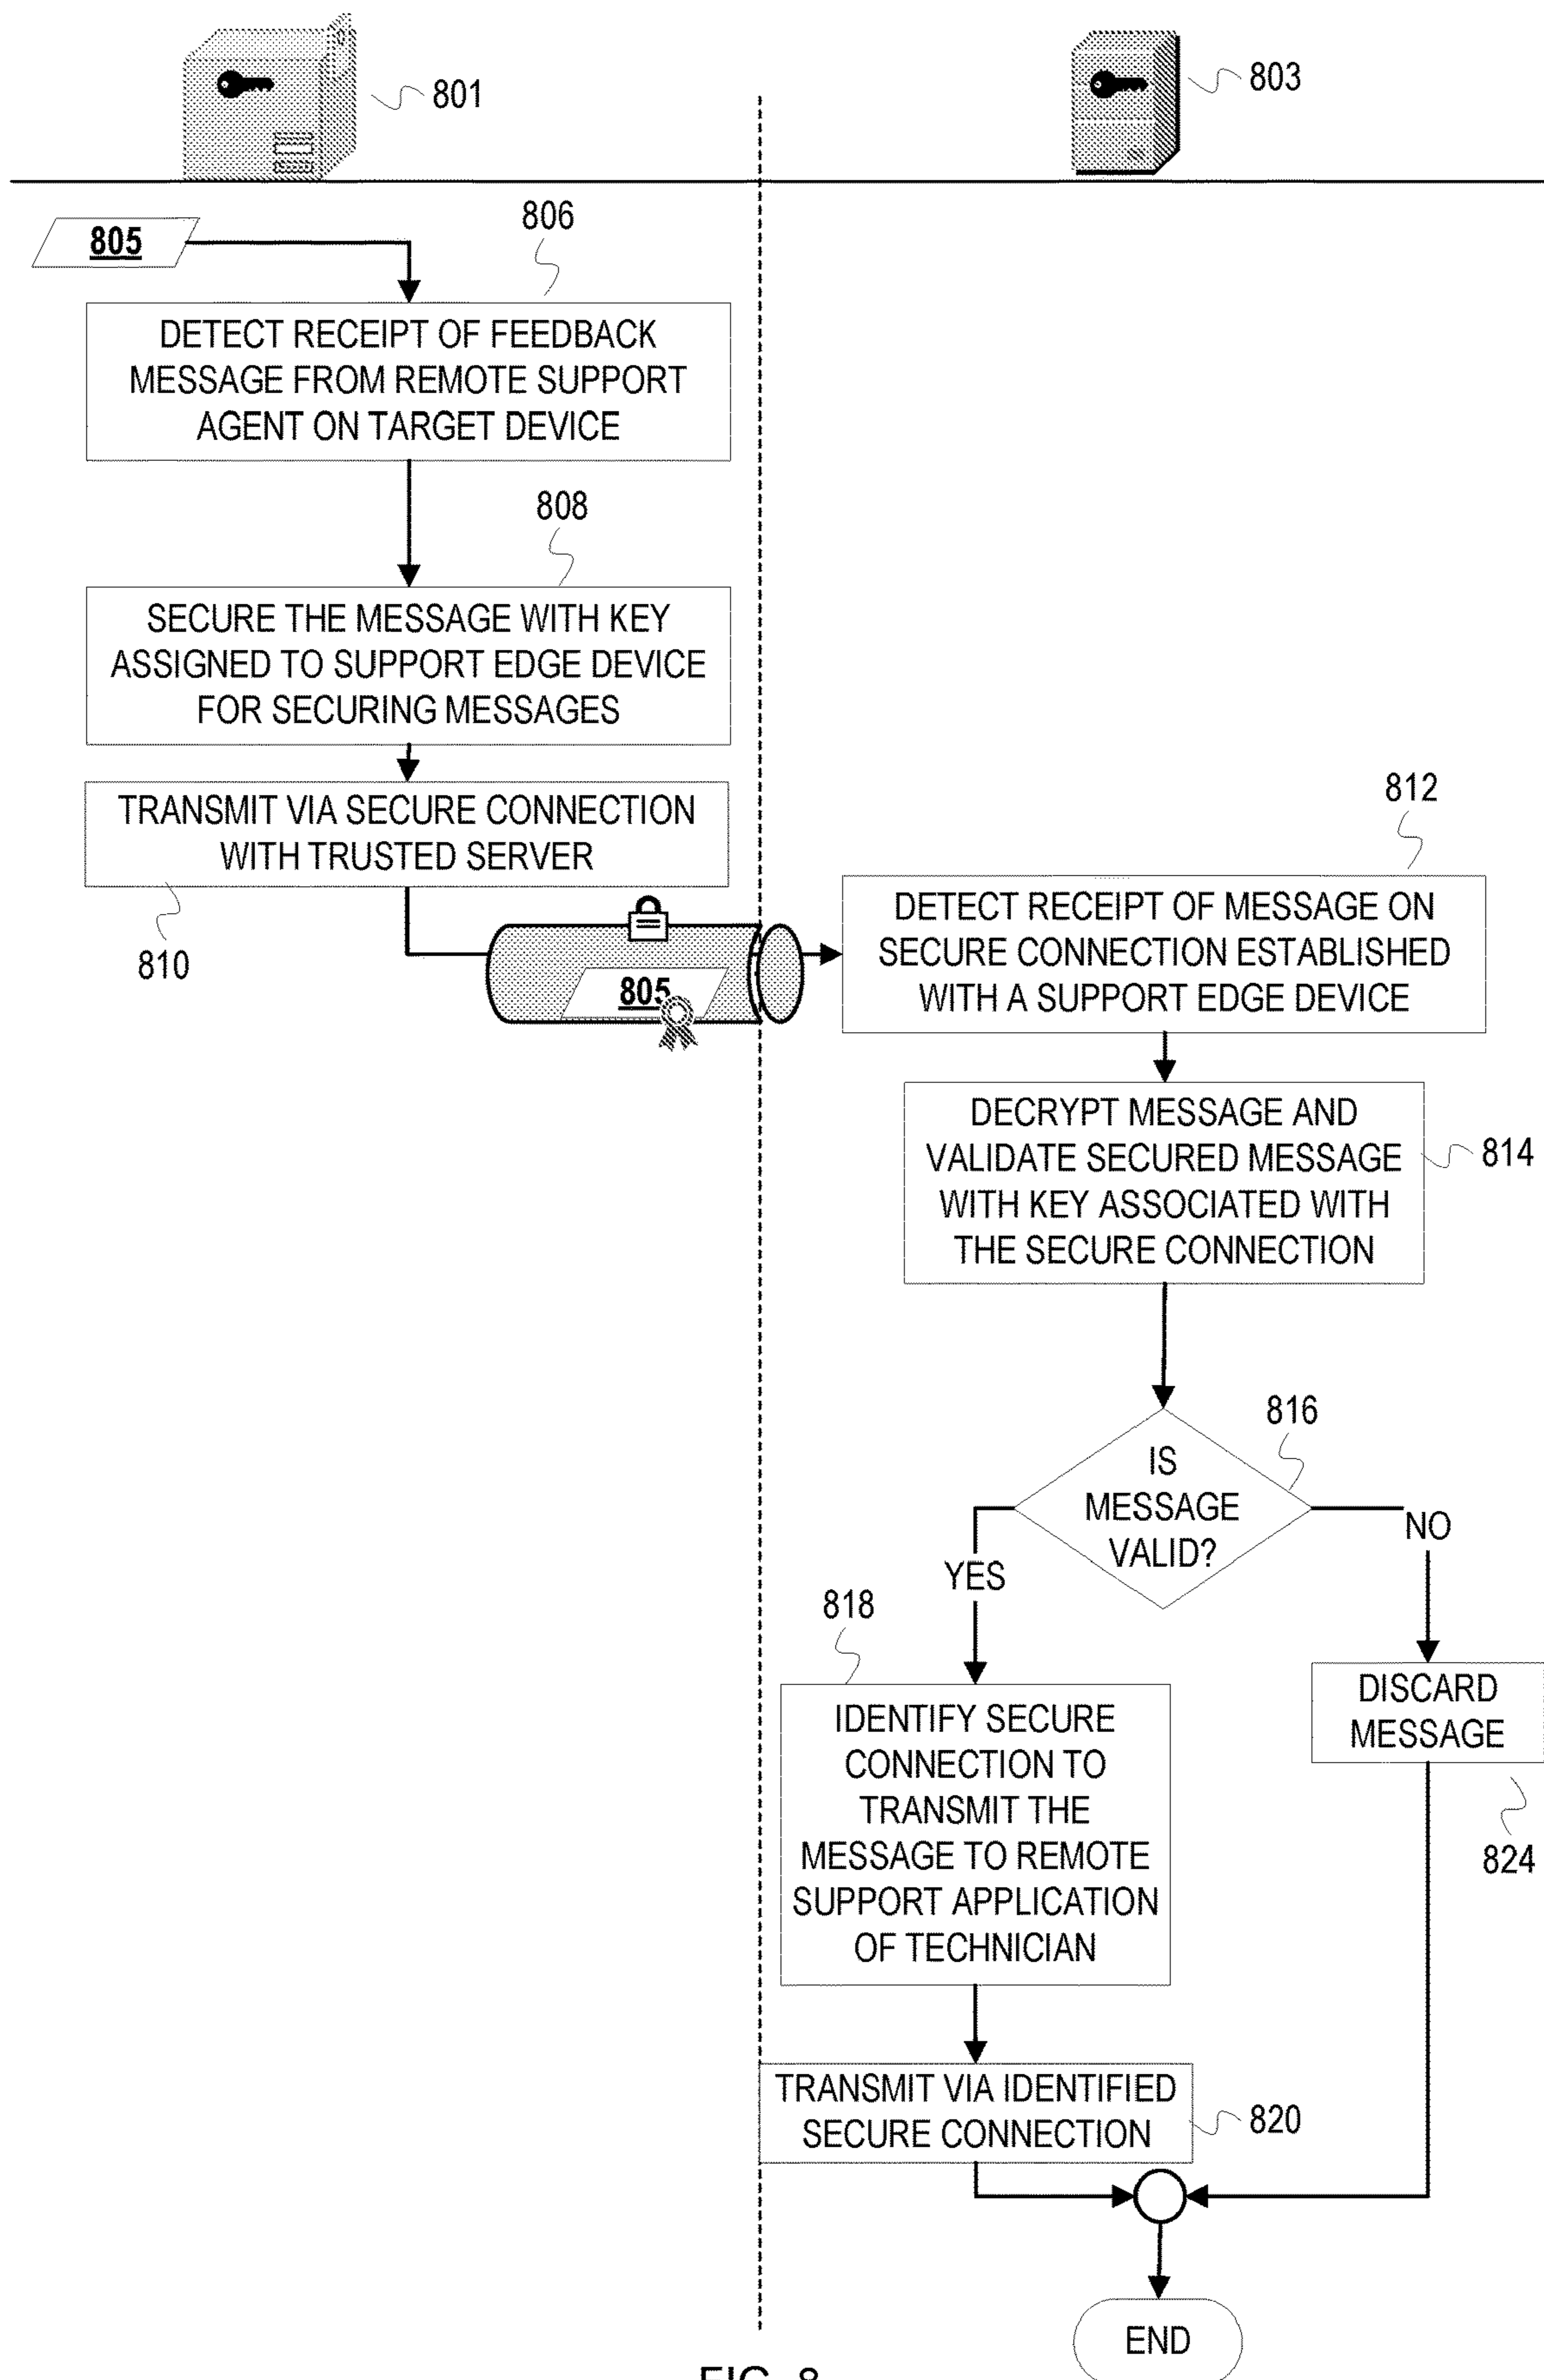 801
803
805
806
DETECT RECEIPT OF FEEDBACK
MESSAGE FROM REMOTE SUPPORT
AGENT ON TARGET DEVICE
808
SECURE THE MESSAGE WITH KEY
ASSIGNED TO SUPPORT EDGE DEVICE
FOR SECURING MESSAGES
TRANSMIT VIA SECURE CONNECTION
WITH TRUSTED SERVER
810
805
812
DETECT RECEIPT OF MESSAGE ON
SECURE CONNECTION ESTABLISHED
WITH A SUPPORT EDGE DEVICE
DECRYPT MESSAGE AND
VALIDATE SECURED MESSAGE
WITH KEY ASSOCIATED WITH
THE SECURE CONNECTION
814
816
IS
MESSAGE
VALID?
YES
NO
818
IDENTIFY SECURE
CONNECTION TO
TRANSMIT THE
MESSAGE TO REMOTE
SUPPORT APPLICATION
OF TECHNICIAN
DISCARD
MESSAGE
824
TRANSMIT VIA IDENTIFIED
SECURE CONNECTION
820
END
FIG. 8